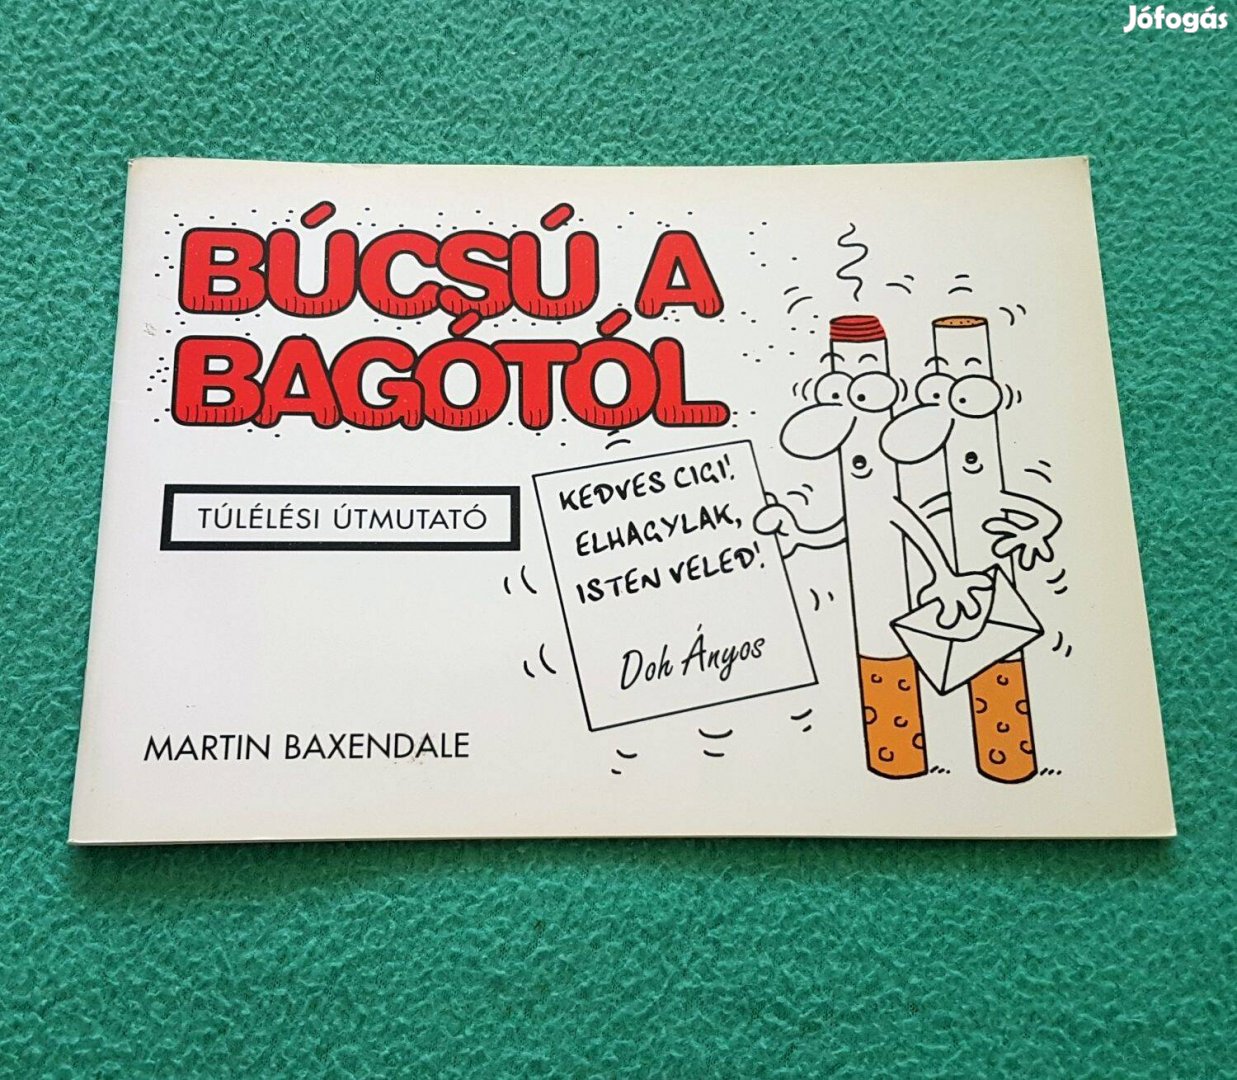 Jófogás
BÚCSÚ A
BAGÓTÓL
TÚLÉLÉSI ÚTMUTATÓ
KEDVES CIGI!
ELHAGYLAK,
ISTEN VELED!
Doh Ányos
MARTIN BAXENDALE